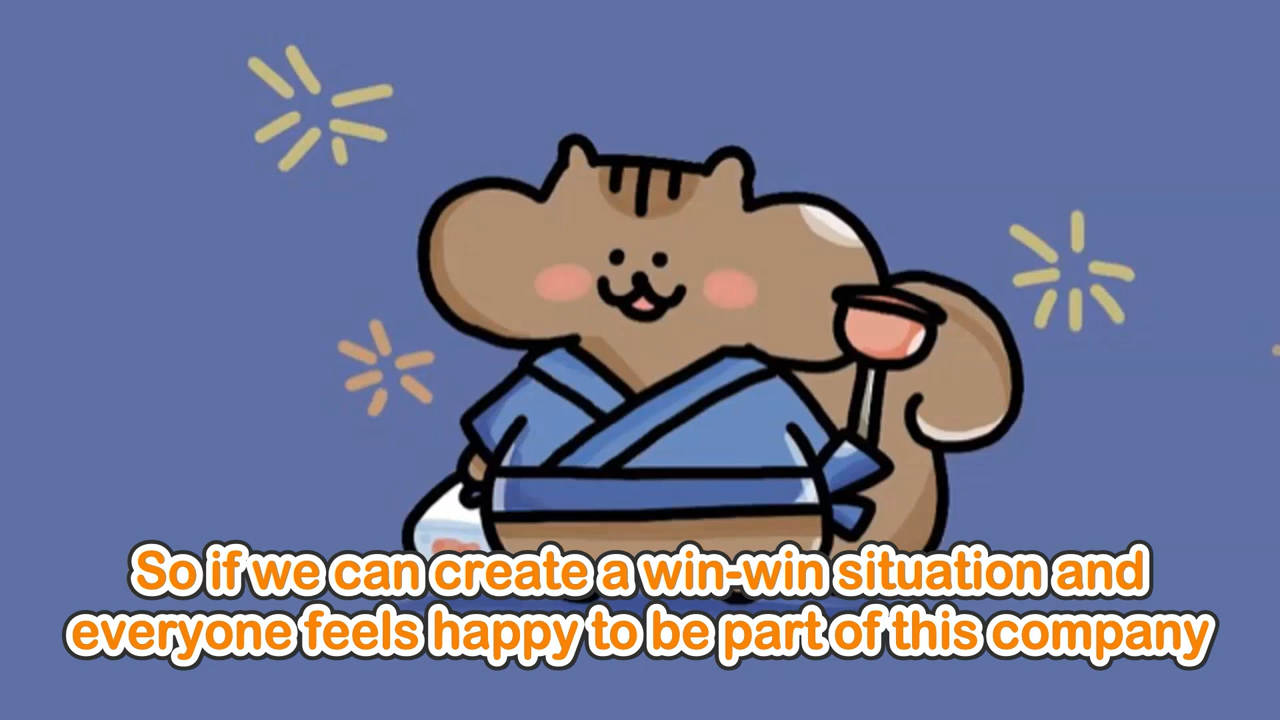 So if we can create a win-win situation and
everyone feels happy to be part of this company